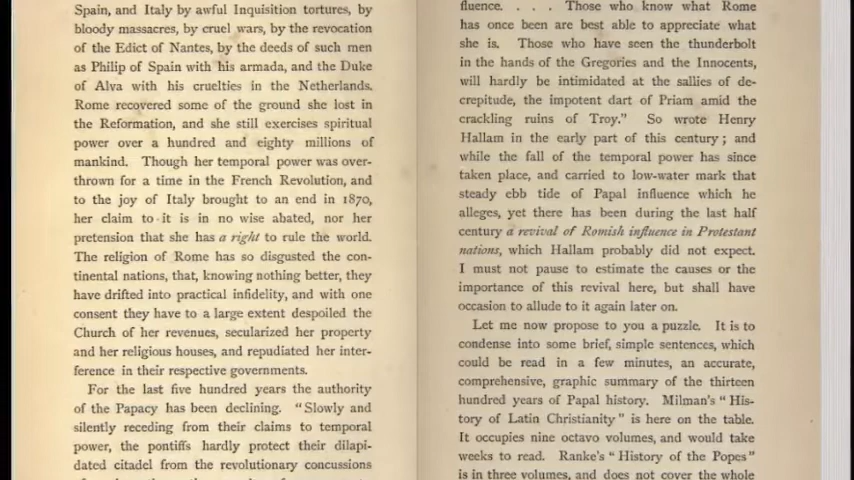 Spain, and Italy by awful Inquisition tortures, by
bloody massacres, by cruel wars, by the revocation
of the Edict of Nantes, by the deeds of such men
as Philip of Spain with his armada, and the Duke
of Alva with his cruelties in the Netherlands.
Rome recovered some of the ground she lost in
the Reformation, and she still exercises spiritual
power over a hundred and eighty millions of
mankind. Though her temporal power was over-
thrown for a time in the French Revolution, and
to the joy of Italy brought to an end in 1870,
her claim to it is in no wise abated, nor her
pretension that she has a right to rule the world.
The religion of Rome has so disgusted the con-
tinental nations, that, knowing nothing better, they
have drifted into practical infidelity, and with one
consent they have to a large extent despoiled the
Church of her revenues, secularized her property
and her religious houses, and repudiated her inter-
ference in their respective governments.
For the last five hundred years the authority
of the Papacy has been declining. "Slowly and
silently receding from their claims to temporal
power, the pontiffs hardly protect their dilapi-
dated citadel from the revolutionary concussions
fluence. . . . Those who know what Rome
has once been are best able to appreciate what
she is. Those who have seen the thunderbolt
in the hands of the Gregories and the Innocents,
will hardly be intimidated at the sallies of de-
crepitude, the impotent dart of Priam amid the
crackling ruins of Troy." So wrote Henry
Hallam in the early part of this century; and
while the fall of the temporal power has since
taken place, and carried to low-water mark that
steady ebb tide of Papal influence which he
alleges, yet there has been during the last half
century a revival of Romish influence in Protestant
nations, which Hallam probably did not expect.
I must not pause to estimate the causes or the
importance of this revival here, but shall have
occasion to allude to it again later on.
Let me now propose to you a puzzle. It is to
condense into some brief, simple sentences, which
could be read in a few minutes, an accurate,
comprehensive, graphic summary of the thirteen
hundred years of Papal history. Milman's "His-
tory of Latin Christianity" is here on the table.
It occupies nine octavo volumes, and would take
weeks to read. Ranke's "History of the Popes"
is in three volumes, and does not cover the whole